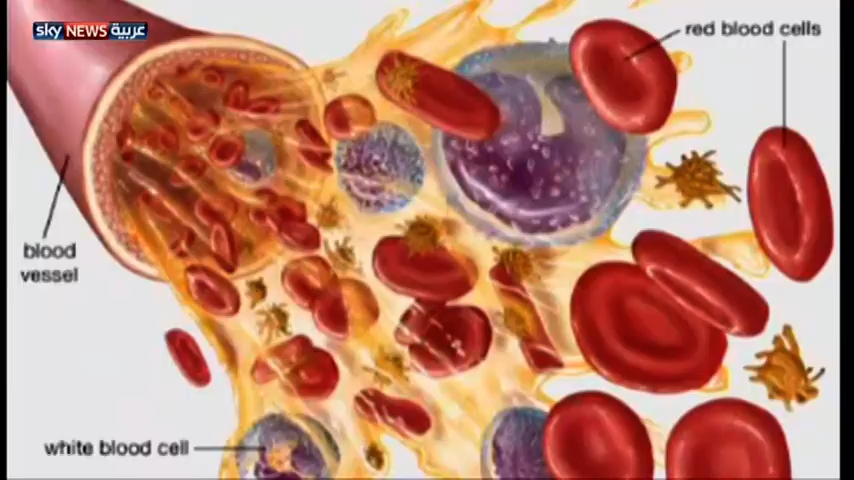 sky NEWS عربية
red blood cells
blood
vessel
white blood cell